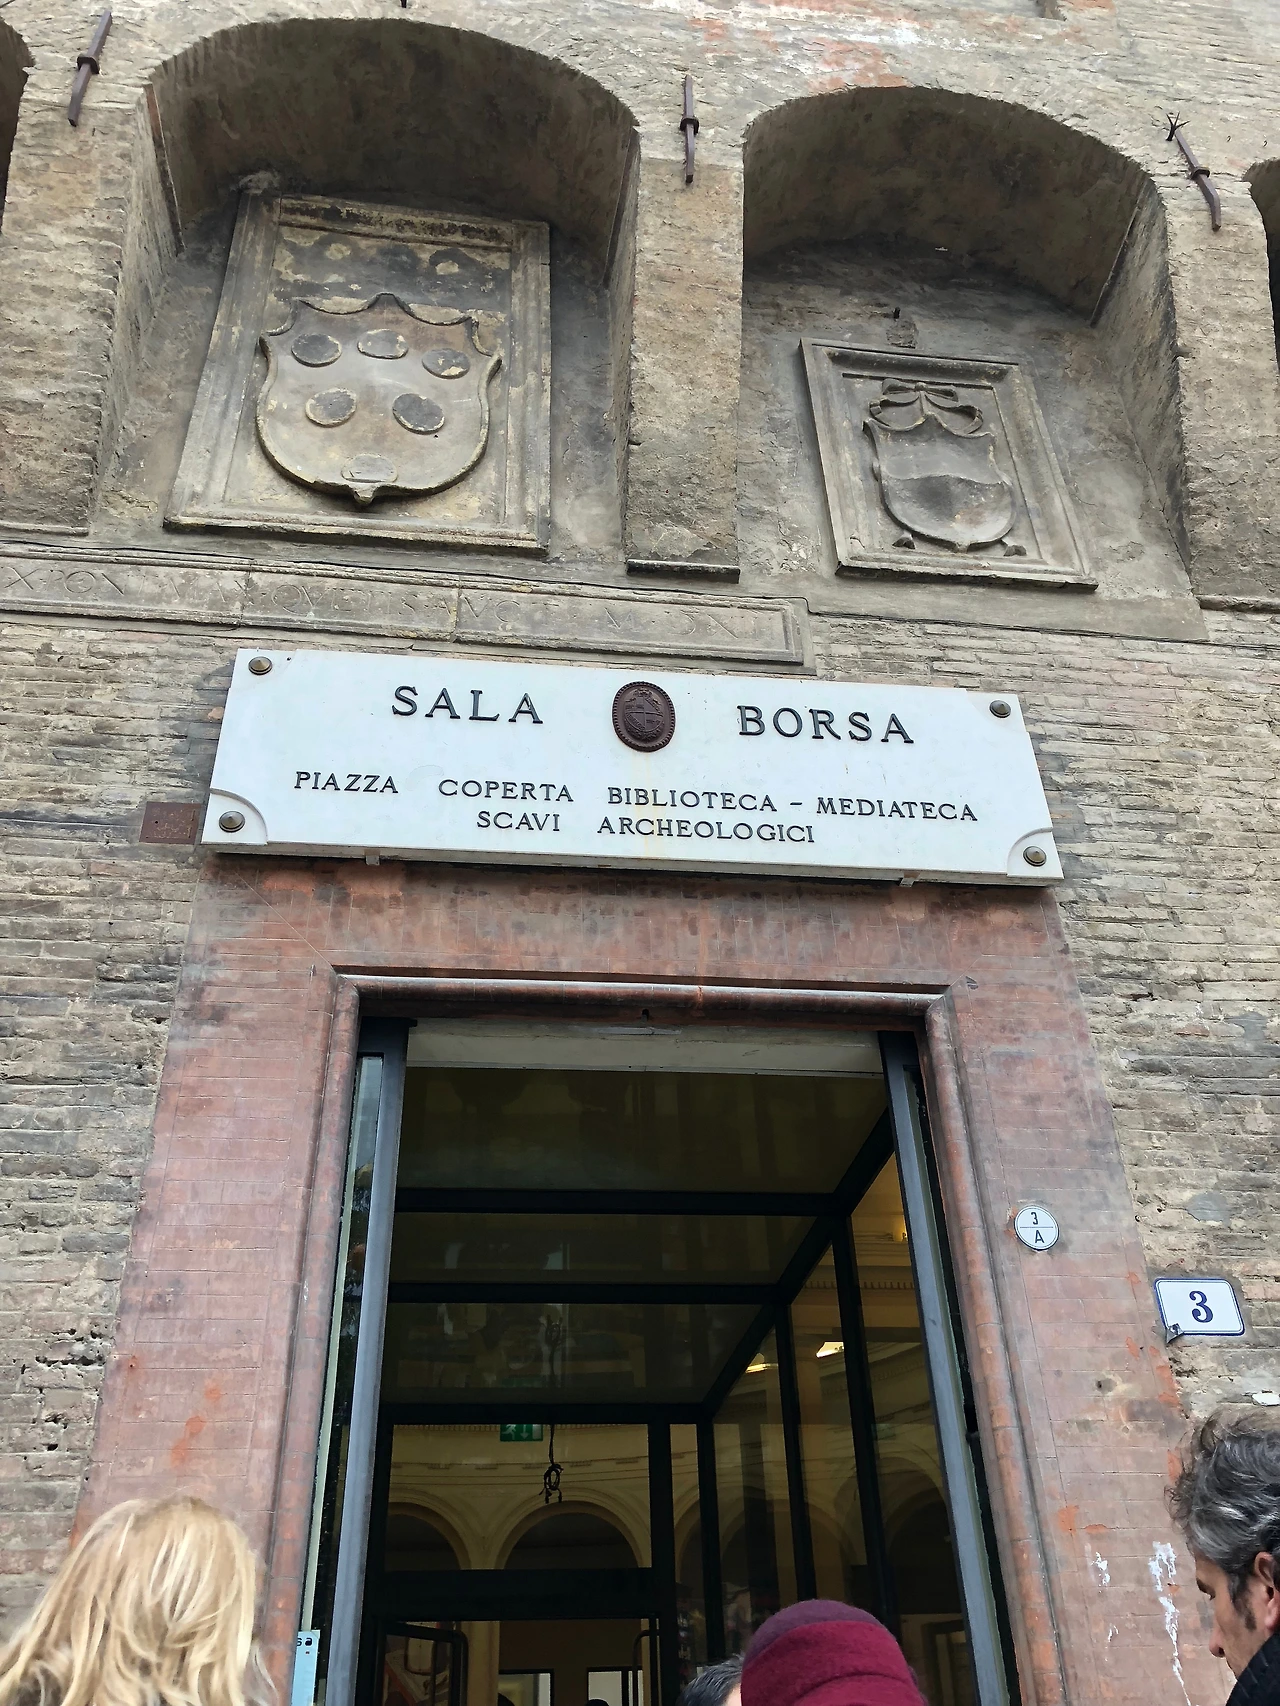 SALA BORSA
PIAZZA COPERTA BIBLIOTECA - MEDIATECA
SCAVI ARCHEOLOGICI
3
A
3